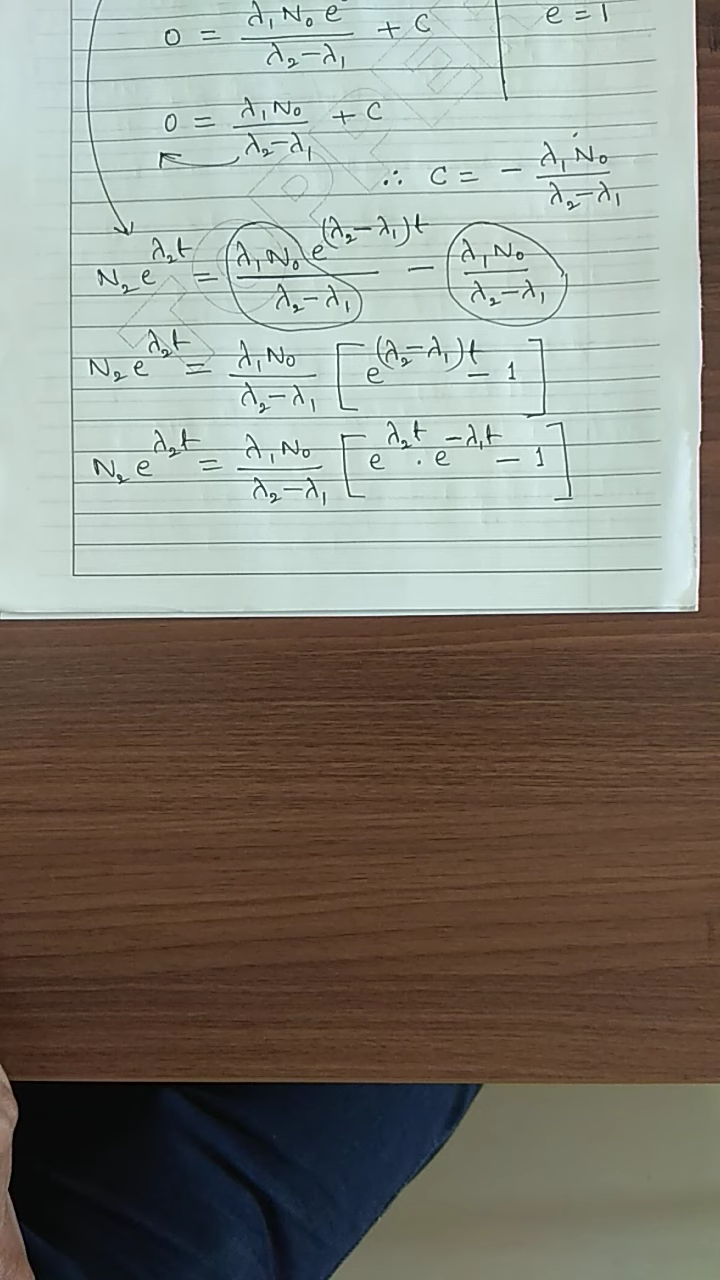 0 = λ₁N₀e / λ₂-λ₁ + C
e = 1
0 = λ₁N₀ / λ₂-λ₁ + C
∴ C = - λ₁N₀ / λ₂-λ₁
N₂e^λ₂t = λ₁N₀e^(λ₂-λ₁)t / λ₂-λ₁ - λ₁N₀ / λ₂-λ₁
N₂e^λ₂t = λ₁N₀ / λ₂-λ₁ [e^(λ₂-λ₁)t - 1]
N₂e^λ₂t = λ₁N₀ / λ₂-λ₁ [e^λ₂t . e^-λ₁t - 1]